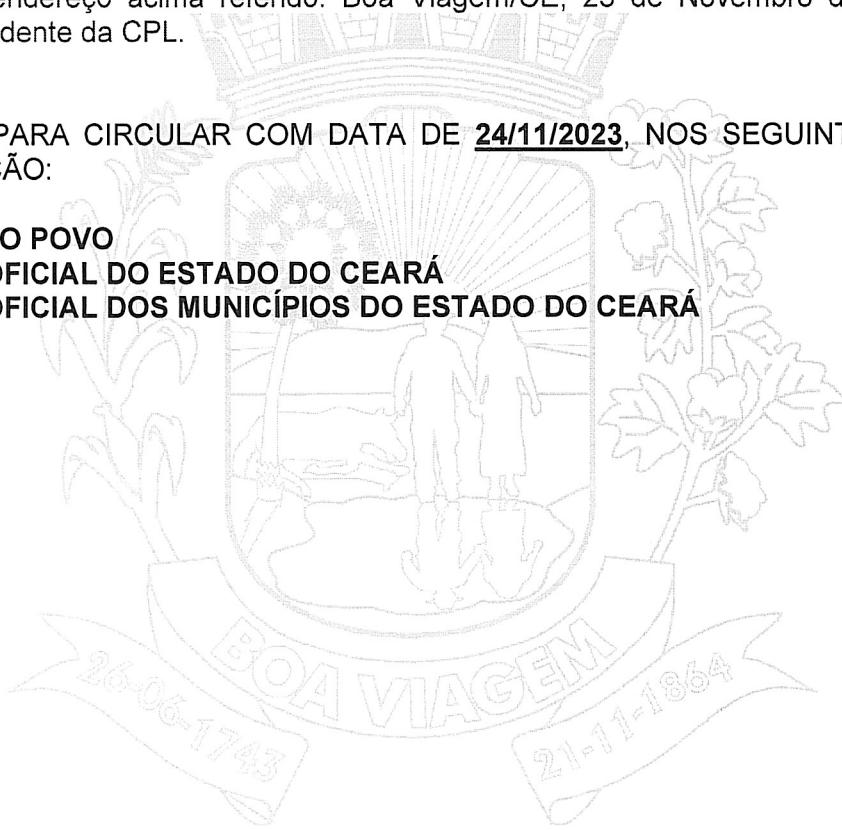 endereço acima referido. Boa Viagem/CE, 23 de Novembro d
dente da CPL.
PARA CIRCULAR COM DATA DE 24/11/2023, NOS SEGUINT
ÇÃO:
O POVO
OFICIAL DO ESTADO DO CEARÁ
OFICIAL DOS MUNICÍPIOS DO ESTADO DO CEARÁ
BOA VIAGEM
26-06-1743
21-11-1864